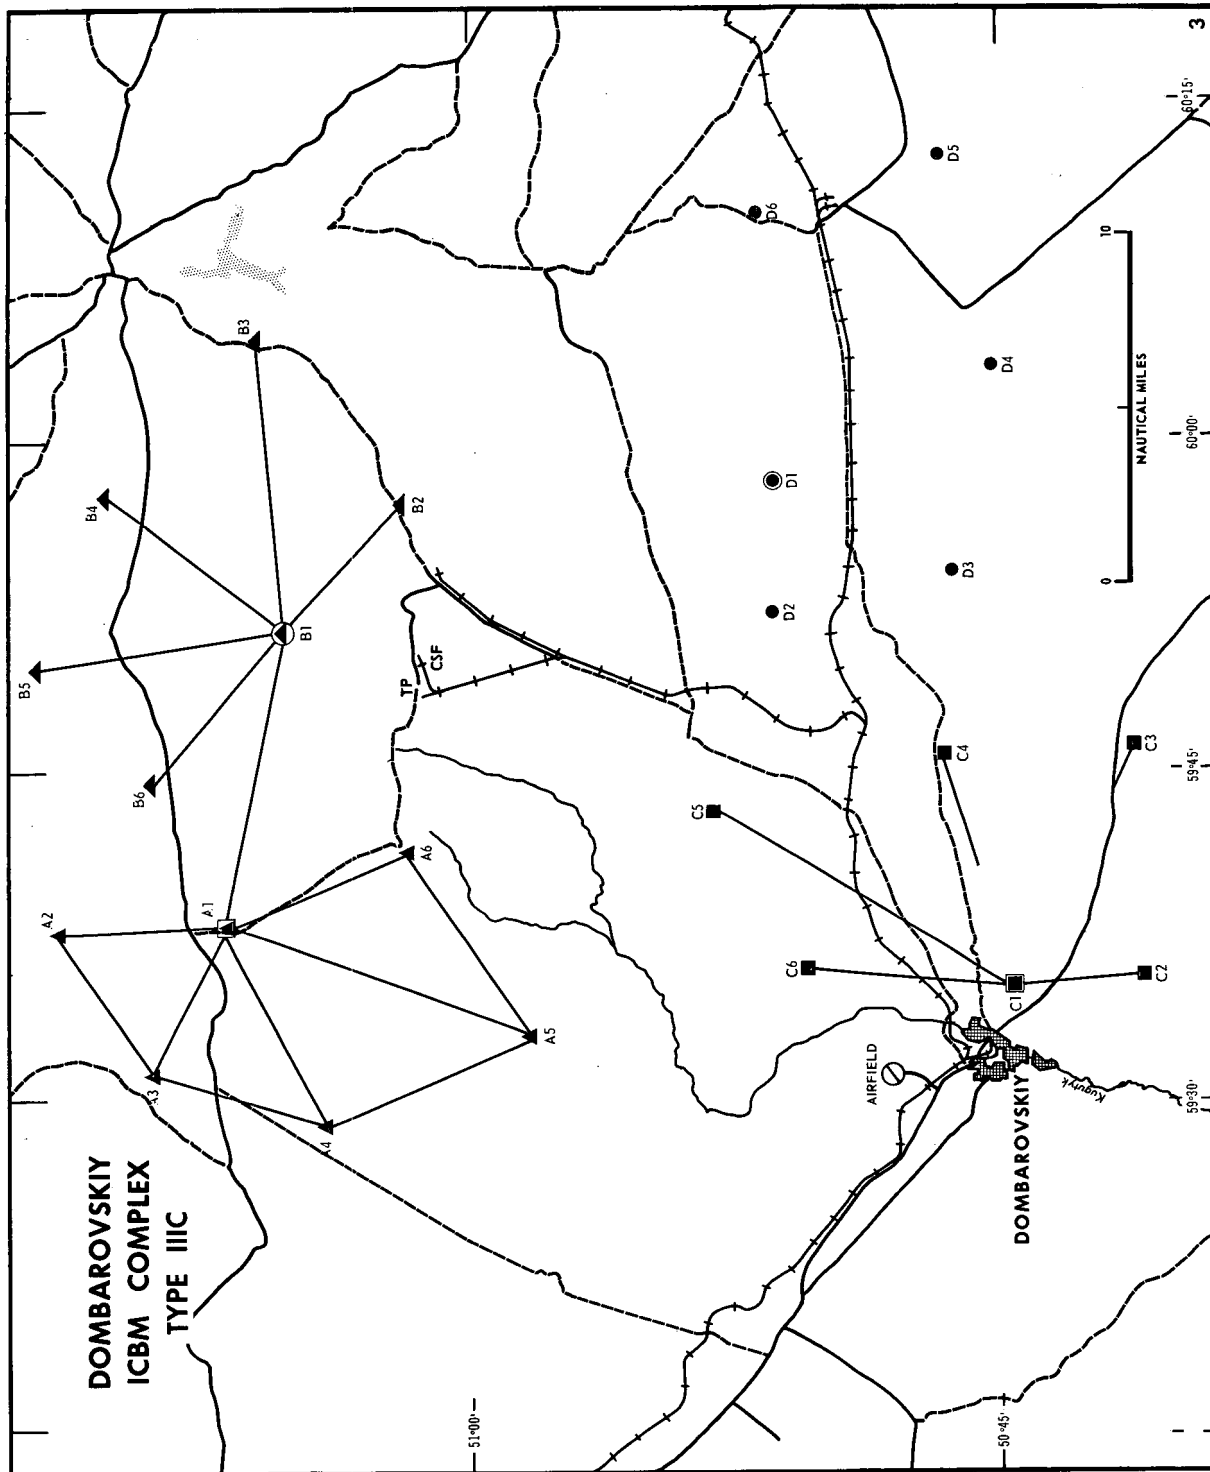 DOMBAROVSKIY
ICBM COMPLEX
TYPE IIIC
A2
A3
A1
A4
A5
A6
B5
B4
B6
B1
B3
B2
TP
CSF
C5
C6
C4
C3
C1
C2
D1
D2
D3
D4
D5
D6
AIRFIELD
DOMBAROVSKIY
Kugutyk
51°00'
50°45'
59°30'
59°45'
60°00'
60°15'
0
10
NAUTICAL MILES
3